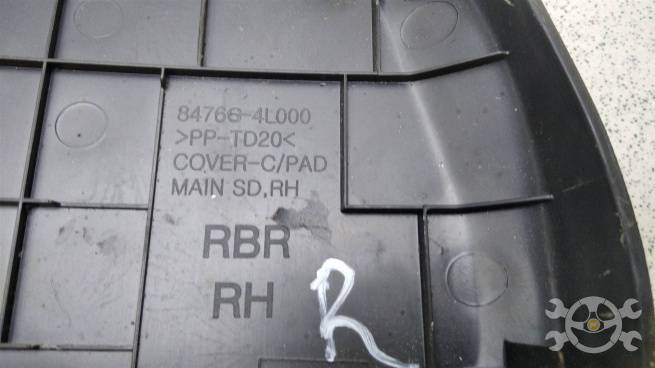 84766-4L000
>PP-TD20<
COVER-C/PAD
MAIN SD,RH
RBR
RH
R